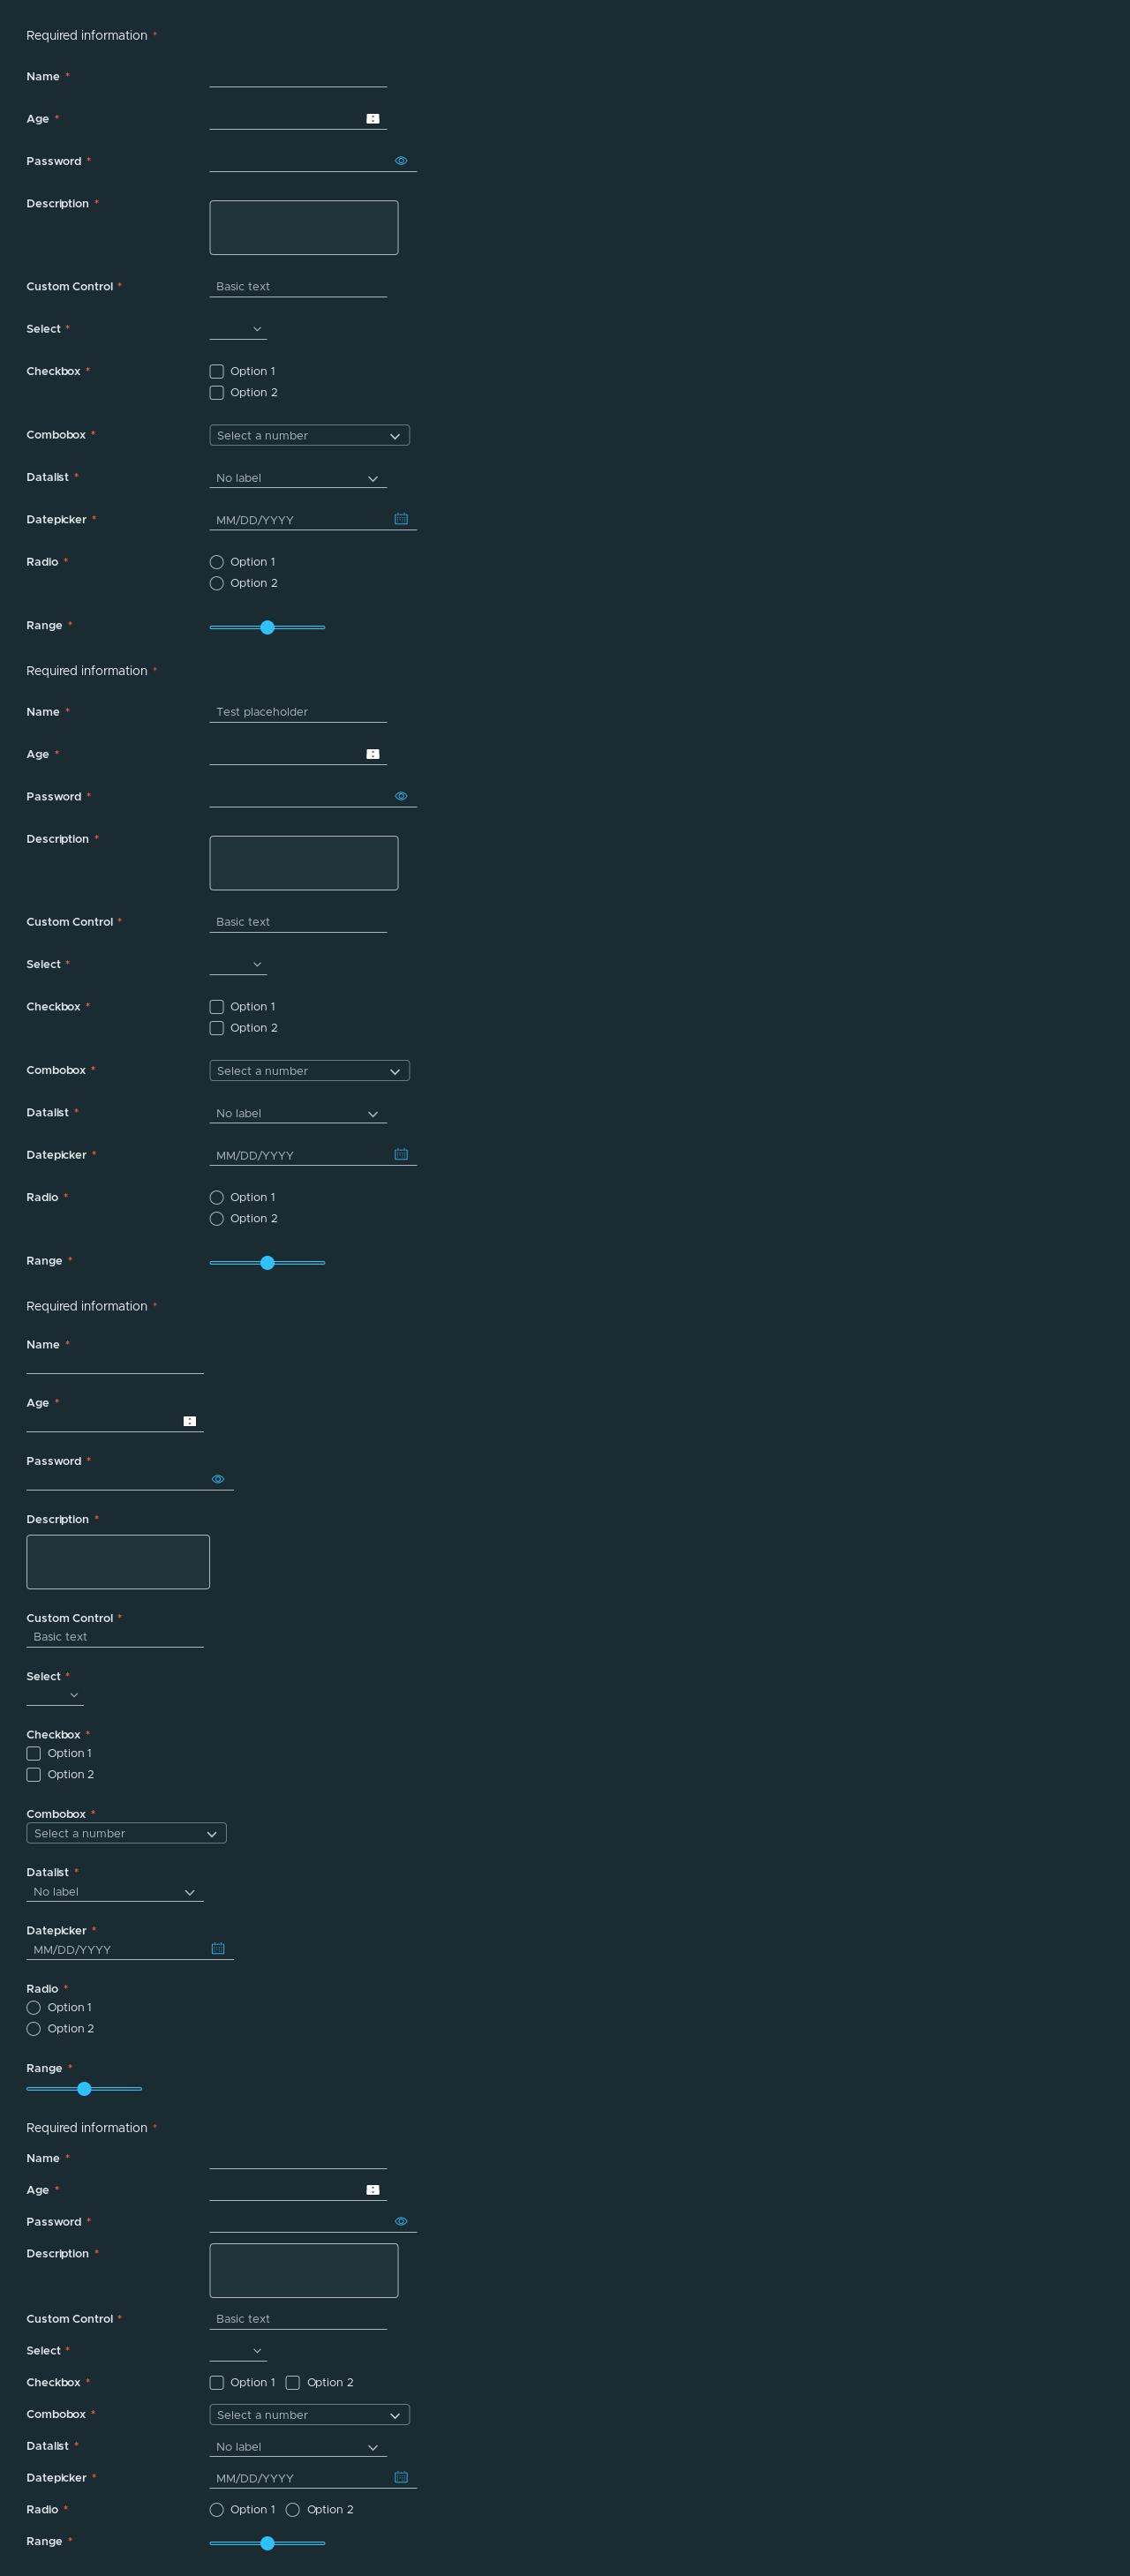 Required information *
Name *
Age *
Password *
Description *
Custom Control * Basic text
Select *
Checkbox * Option 1
Option 2
Combobox * Select a number
Datalist * No label
Datepicker * MM/DD/YYYY
Radio * Option 1
Option 2
Range *
Required information *
Name * Test placeholder
Age *
Password *
Description *
Custom Control * Basic text
Select *
Checkbox * Option 1
Option 2
Combobox * Select a number
Datalist * No label
Datepicker * MM/DD/YYYY
Radio * Option 1
Option 2
Range *
Required information *
Name *
Age *
Password *
Description *
Custom Control *
Basic text
Select *
Checkbox *
Option 1
Option 2
Combobox *
Select a number
Datalist *
No label
Datepicker *
MM/DD/YYYY
Radio *
Option 1
Option 2
Range *
Required information *
Name *
Age *
Password *
Description *
Custom Control * Basic text
Select *
Checkbox * Option 1 Option 2
Combobox * Select a number
Datalist * No label
Datepicker * MM/DD/YYYY
Radio * Option 1 Option 2
Range *